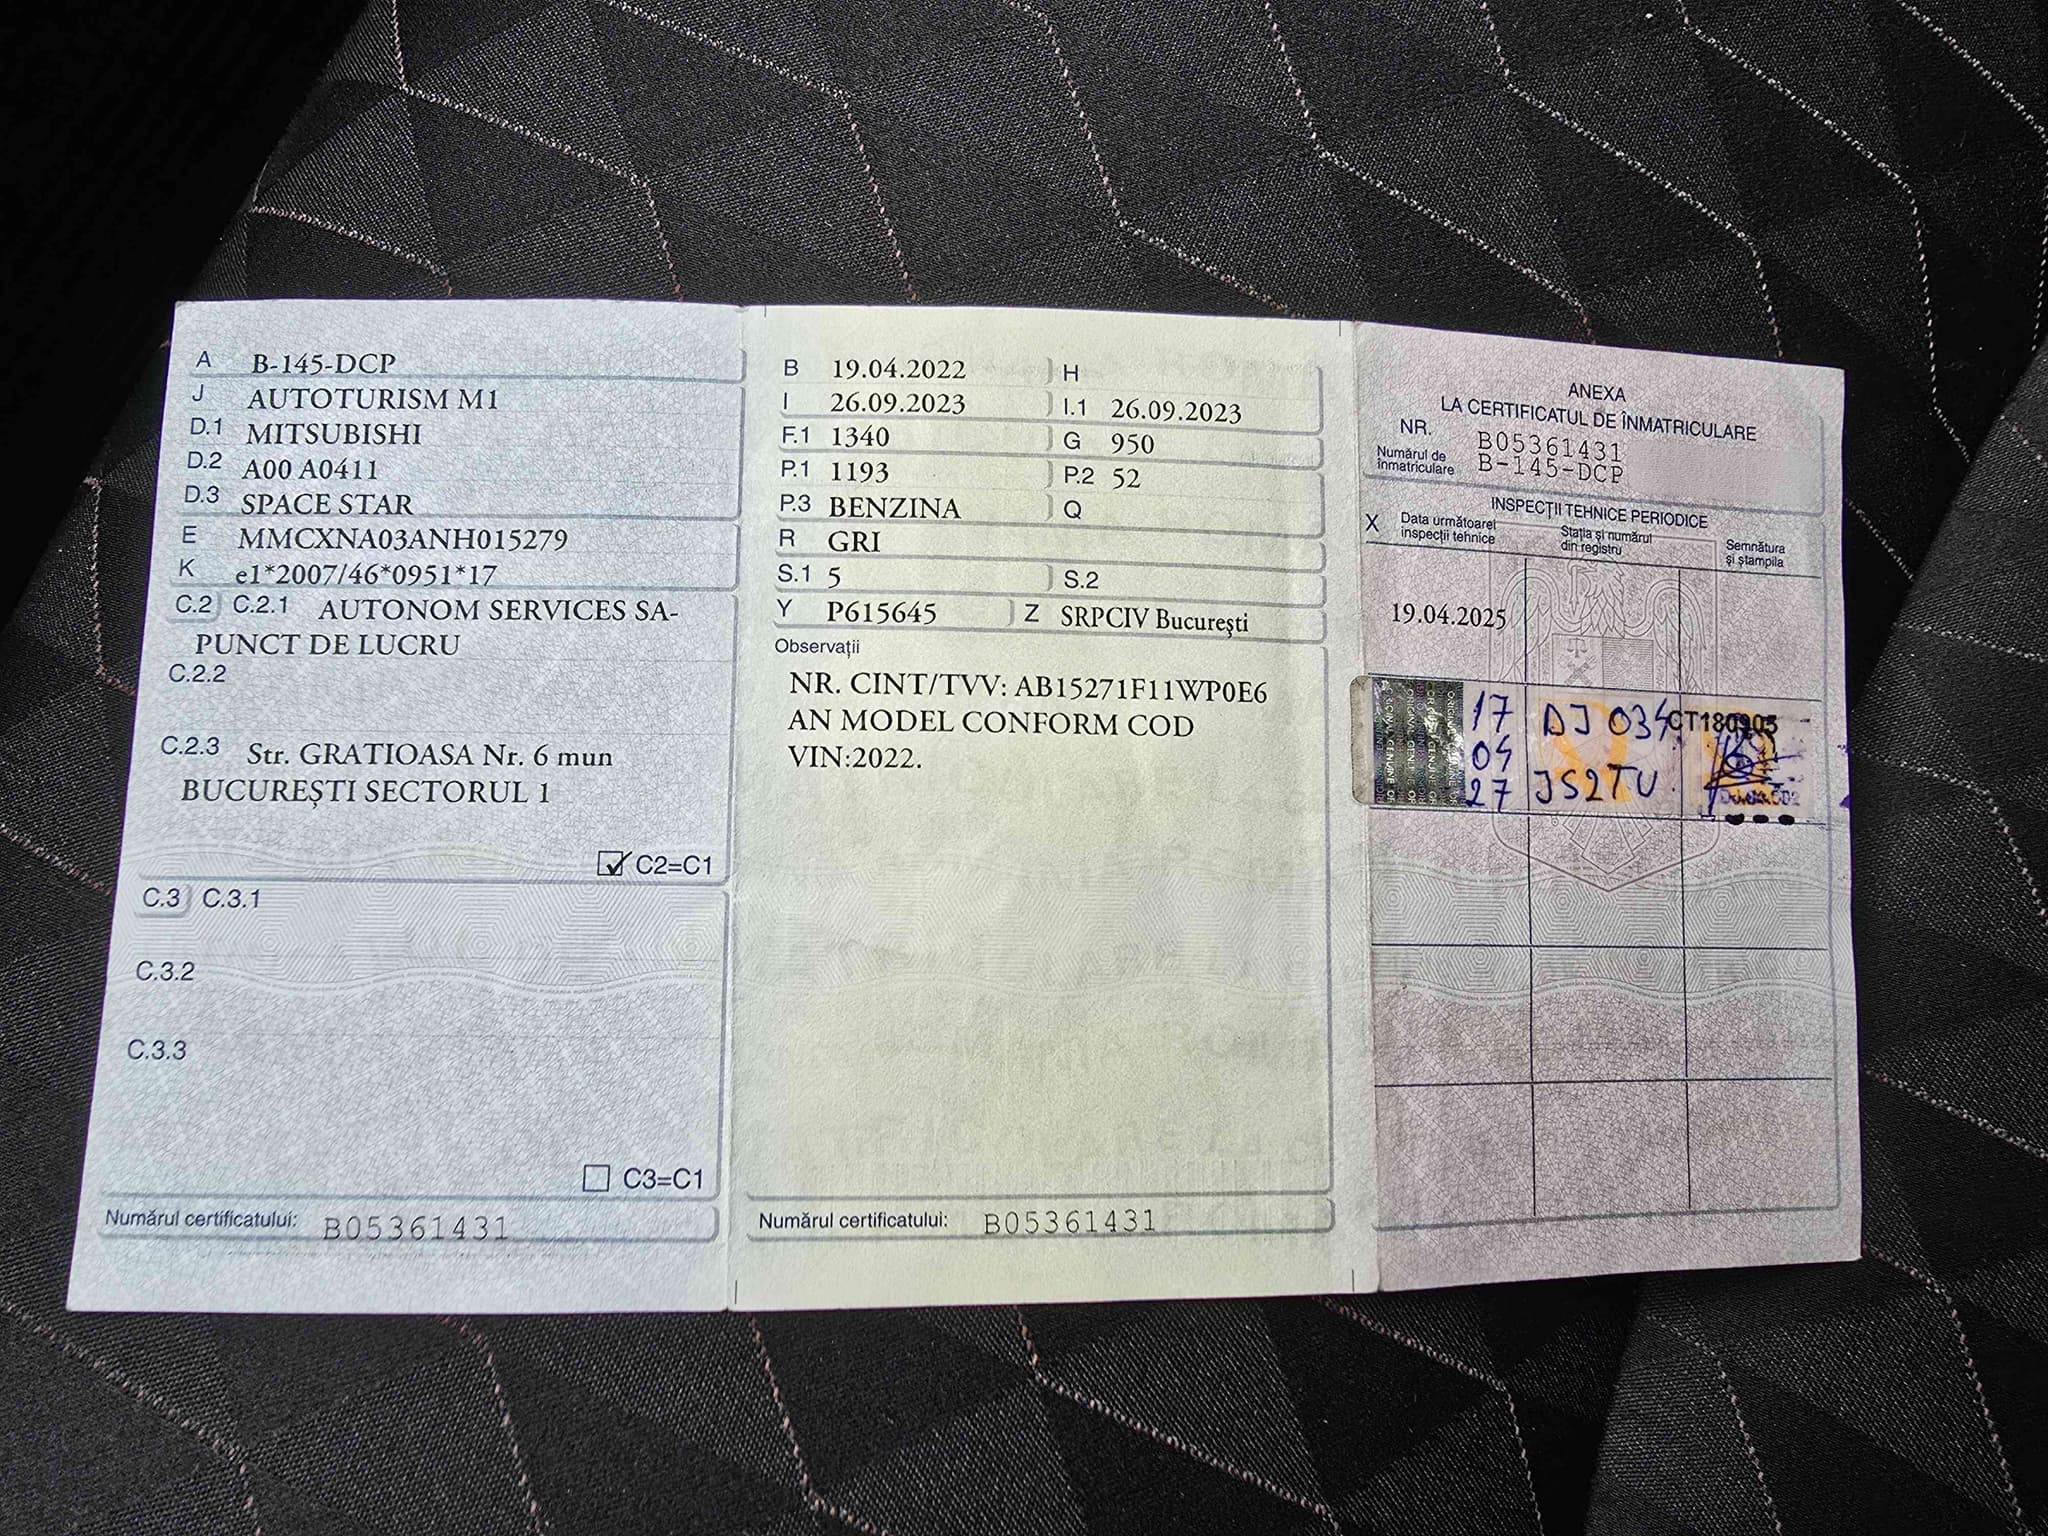 A B-145-DCP
J AUTOTURISM M1
D.1 MITSUBISHI
D.2 A00 A0411
D.3 SPACE STAR
E MMCXNA03ANH015279
K e1*2007/46*0951*17
C.2 C.2.1 AUTONOM SERVICES SA-
PUNCT DE LUCRU
C.2.2
C.2.3 Str. GRATIOASA Nr. 6 mun
BUCUREȘTI SECTORUL 1
C2=C1
C.3 C.3.1
C.3.2
C.3.3
C3=C1
Numărul certificatului: B05361431
B 19.04.2022 H
I 26.09.2023 I.1 26.09.2023
F.1 1340 G 950
P.1 1193 P.2 52
P.3 BENZINA Q
R GRI
S.1 5 S.2
Y P615645 Z SRPCIV Bucureşti
Observații
NR. CINT/TVV: AB15271F11WP0E6
AN MODEL CONFORM COD
VIN:2022.
Numărul certificatului: B05361431
ANEXA
LA CERTIFICATUL DE ÎNMATRICULARE
NR. B05361431
Numărul de înmatriculare B-145-DCP
INSPECȚII TEHNICE PERIODICE
X Data următoarei inspecții tehnice Stația și numărul din registru Semnătura și ștampila
19.04.2025
17 DJ 034 CT180905
04
27 JS2TU